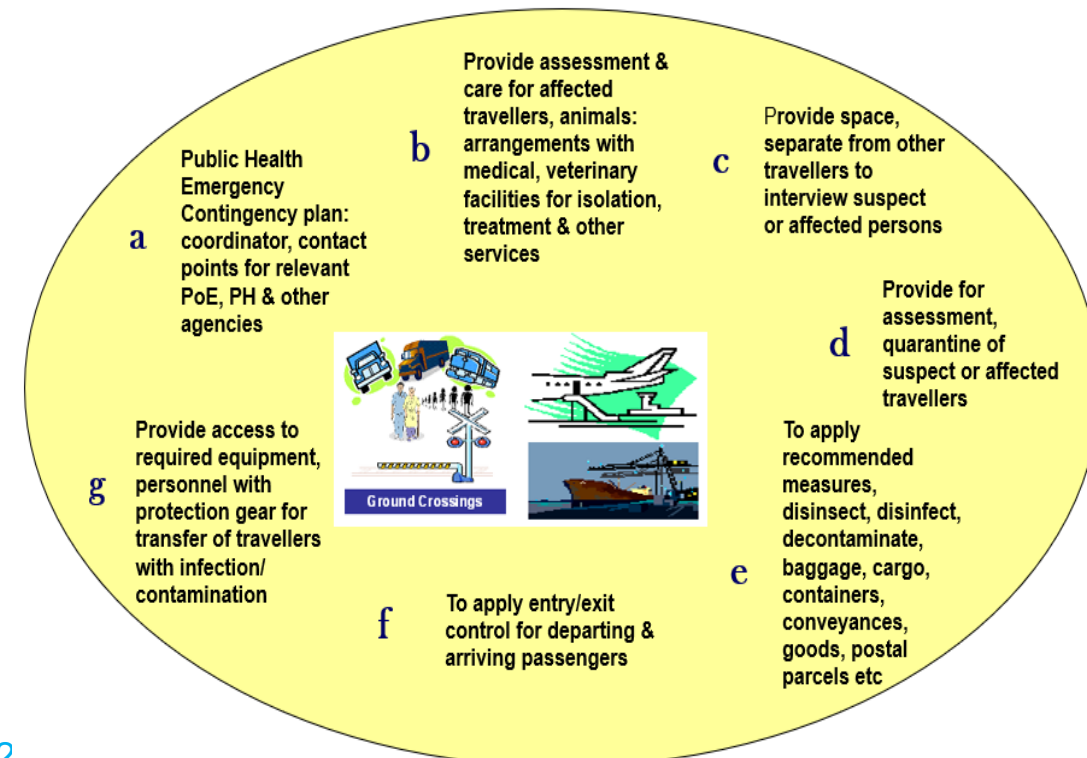 a
Public Health
Emergency
Contingency plan:
coordinator, contact
points for relevant
PoE, PH & other
agencies
b
Provide assessment &
care for affected
travellers, animals:
arrangements with
medical, veterinary
facilities for isolation,
treatment & other
services
c
Provide space,
separate from other
travellers to
interview suspect
or affected persons
d
Provide for
assessment,
quarantine of
suspect or affected
travellers
e
To apply
recommended
measures,
disinsect, disinfect,
decontaminate,
baggage, cargo,
containers,
conveyances,
goods, postal
parcels etc
f
To apply entry/exit
control for departing &
arriving passengers
g
Provide access to
required equipment,
personnel with
protection gear for
transfer of travellers
with infection/
contamination
Ground Crossings